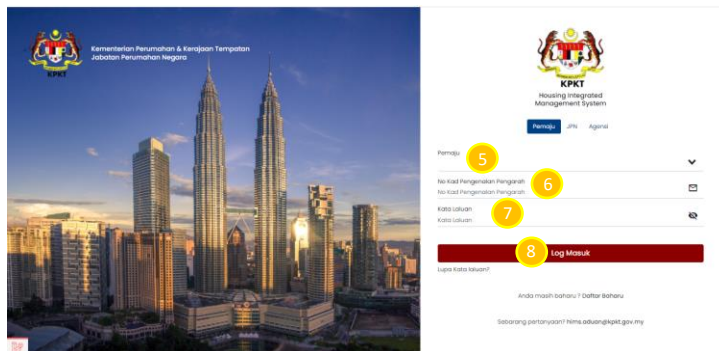 Kementerian Perumahan & Kerajaan Tempatan
Jabatan Perumahan Negara
KPKT
KPKT
Housing Integrated
Management System
Pemaju JPN Agensi
Pemaju
5
No Kad Pengenalan Pengarah
6
No Kad Pengenalan Pengarah
Kata Laluan
7
Kata Laluan
8
Log Masuk
Lupa Kata laluan?
Anda masih baharu ? Daftar Baharu
Sebarang pertanyaan? hims.aduan@kpkt.gov.my